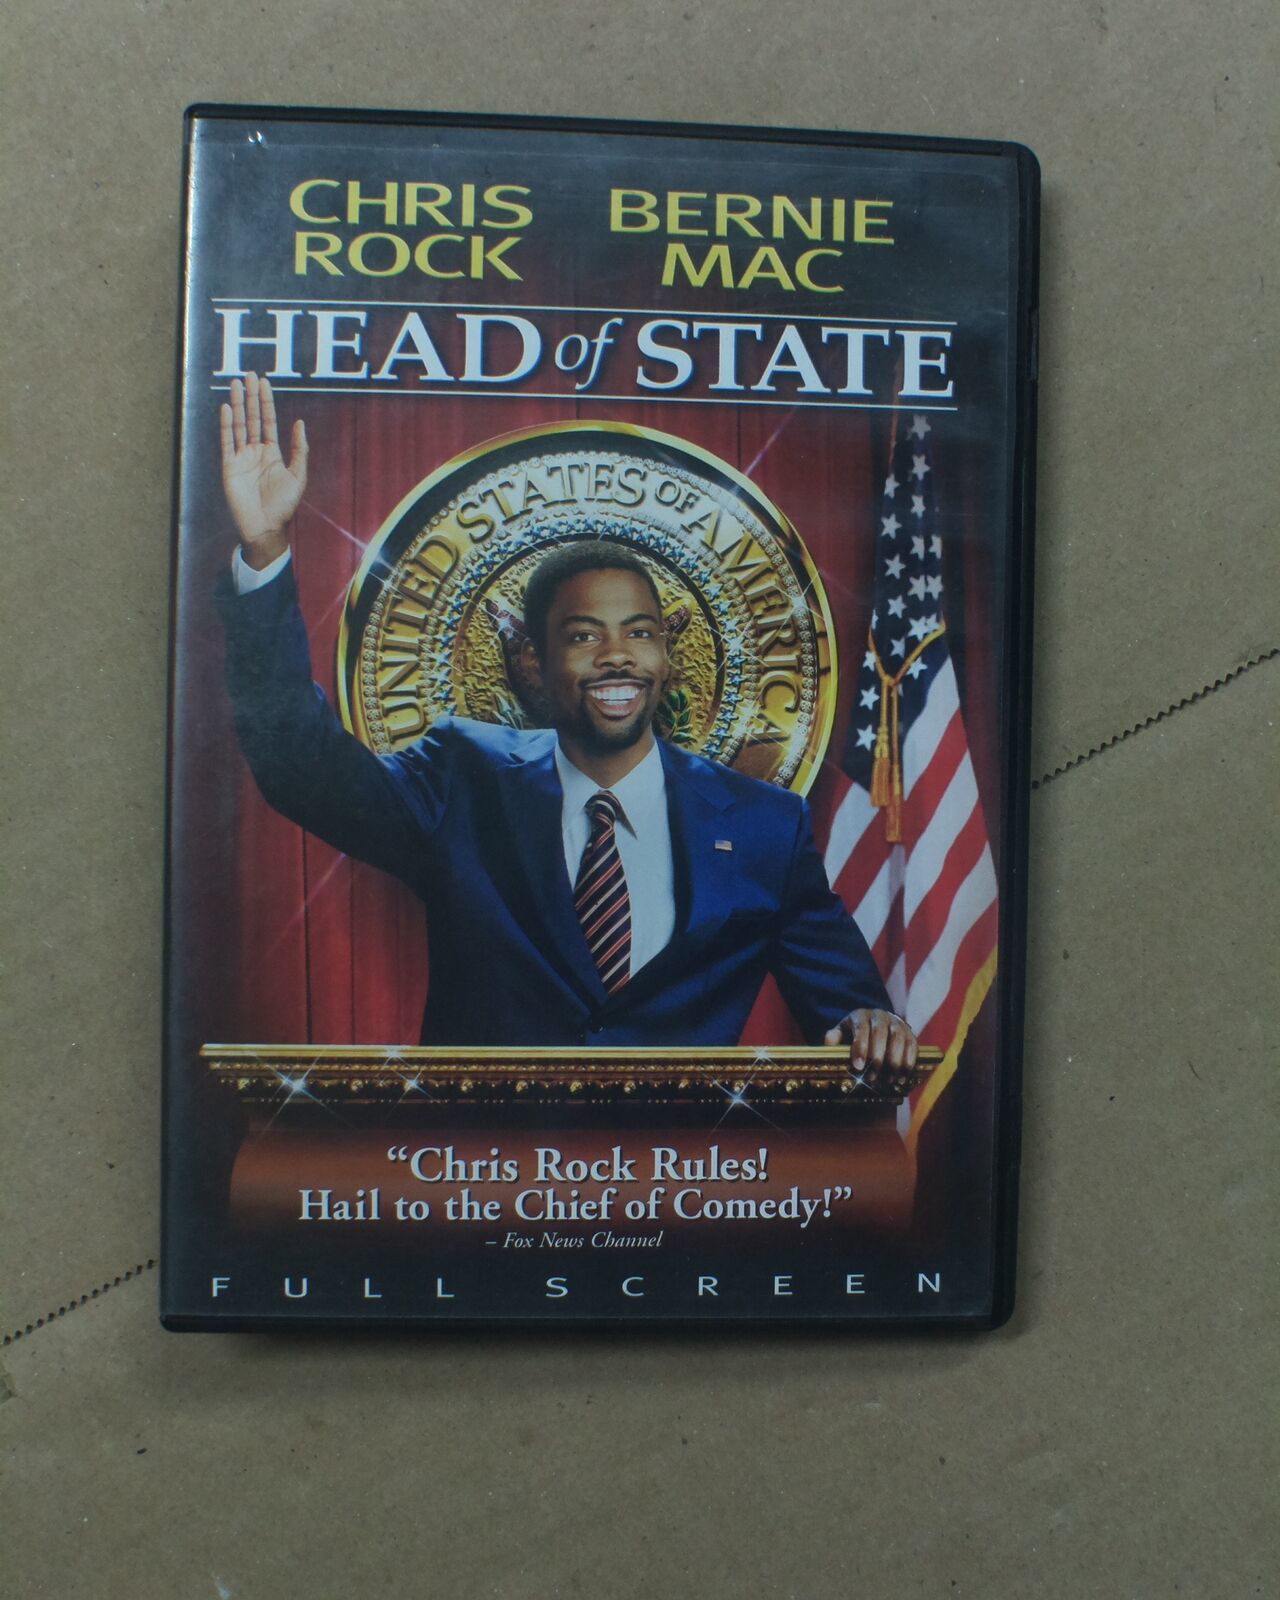 CHRIS BERNIE
ROCK MAC
HEAD of STATE
UNITED STATES OF AMERICA
“Chris Rock Rules!
Hail to the Chief of Comedy!”
– Fox News Channel
FULL SCREEN